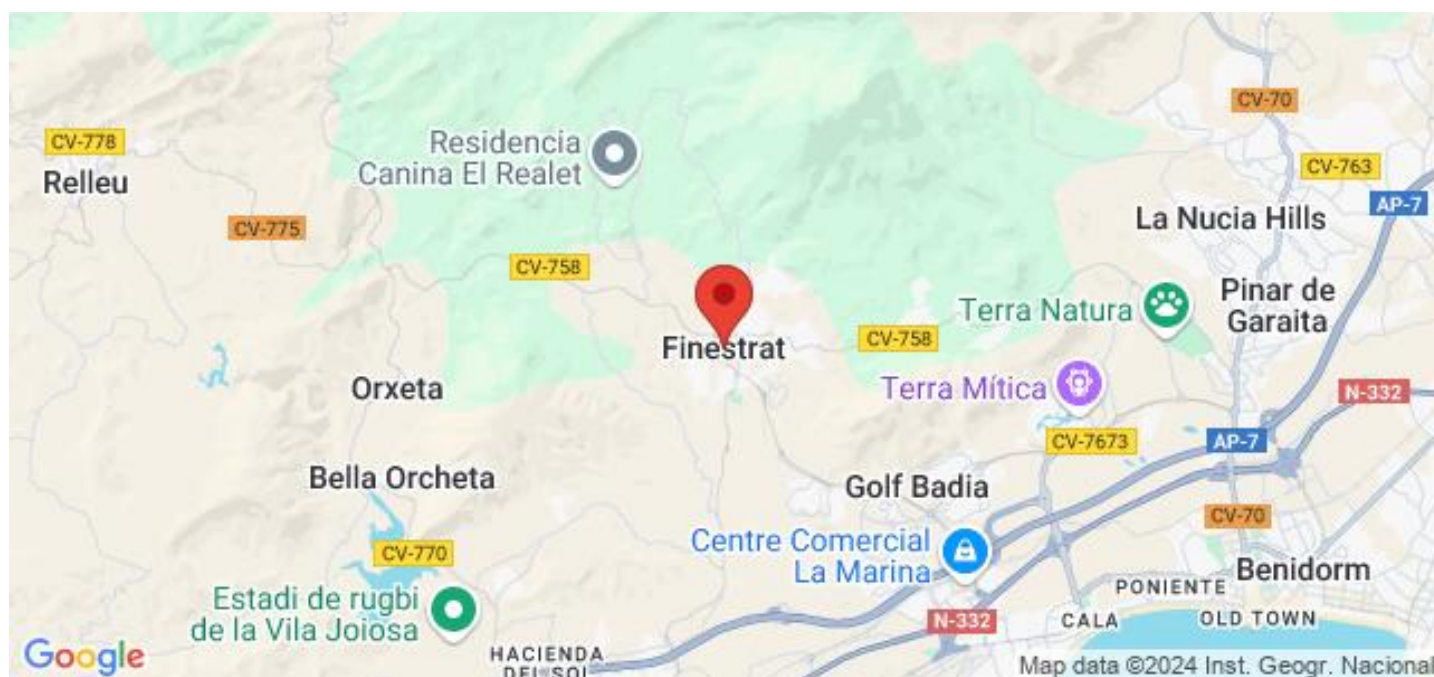 CV-70
CV-778
Residencia
Canina El Realet
CV-763
Relleu
AP-7
La Nucia Hills
CV-775
CV-758
Terra Natura
Pinar de
Garaita
CV-758
Finestrat
Orxeta
Terra Mítica
N-332
CV-7673
AP-7
Bella Orcheta
Golf Badia
CV-70
Centre Comercial
La Marina
CV-770
Benidorm
PONIENTE
Estadi de rugbi
de la Vila Joiosa
N-332
CALA
OLD TOWN
HACIENDA
DEL SOL
Google
Map data ©2024 Inst. Geogr. Nacional